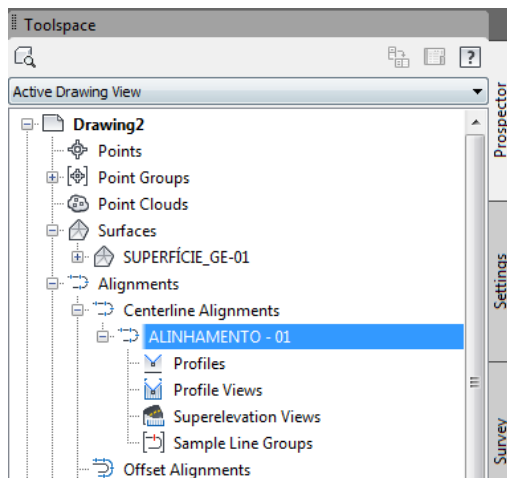 Toolspace
?
Active Drawing View
Drawing2
Points
Point Groups
Point Clouds
Surfaces
SUPERFÍCIE_GE-01
Alignments
Centerline Alignments
ALINHAMENTO - 01
Profiles
Profile Views
Superelevation Views
Sample Line Groups
Offset Alignments
Prospector
Settings
Survey